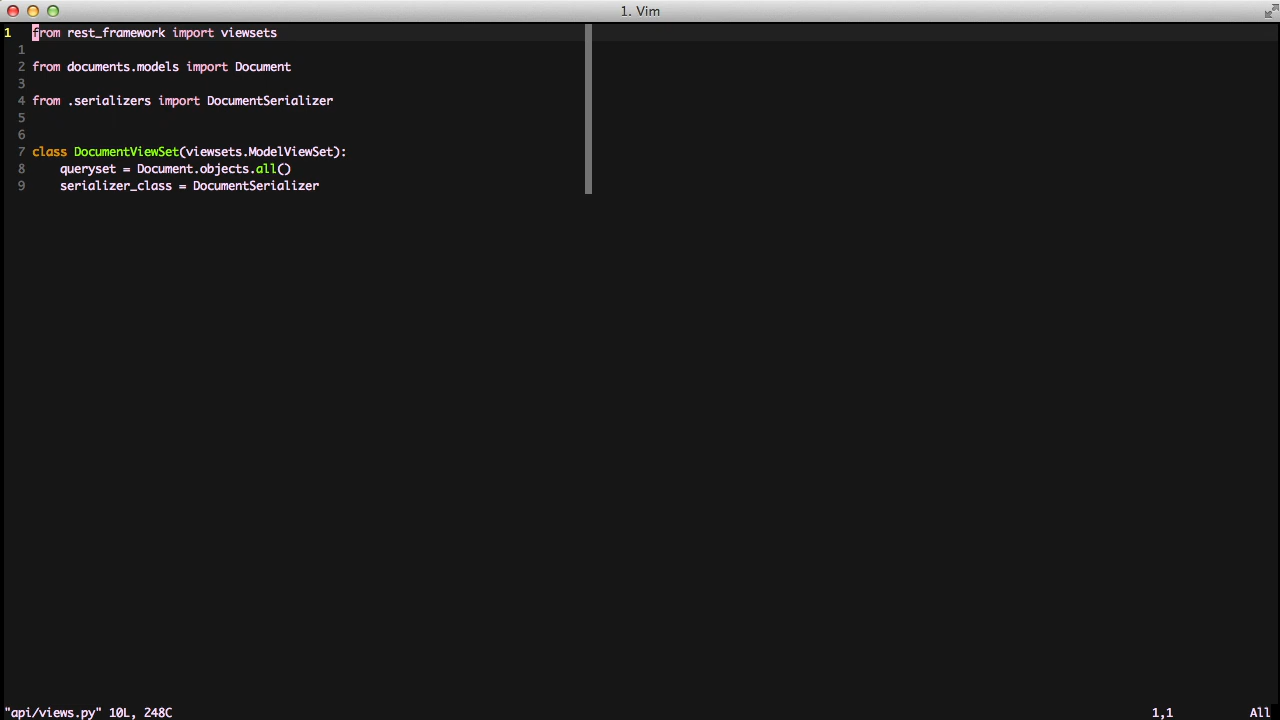 1. Vim
1 from rest_framework import viewsets
1
2 from documents.models import Document
3
4 from .serializers import DocumentSerializer
5
6
7 class DocumentViewSet(viewsets.ModelViewSet):
8     queryset = Document.objects.all()
9     serializer_class = DocumentSerializer
"api/views.py" 10L, 248C 1,1 All